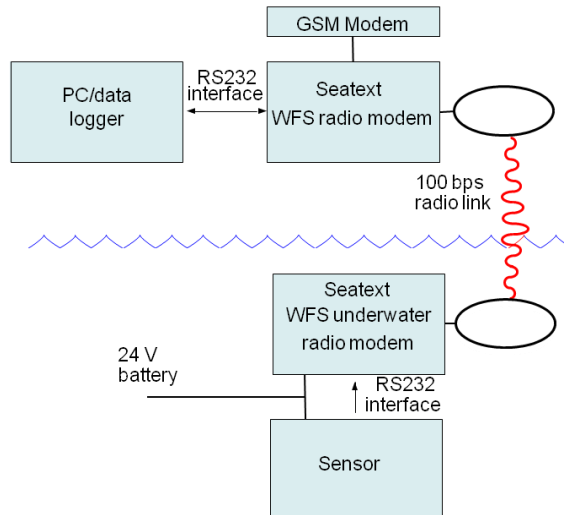 GSM Modem
PC/data
logger
RS232
interface
Seatext
WFS radio modem
100 bps
radio link
Seatext
WFS underwater
radio modem
24 V
battery
RS232
interface
Sensor